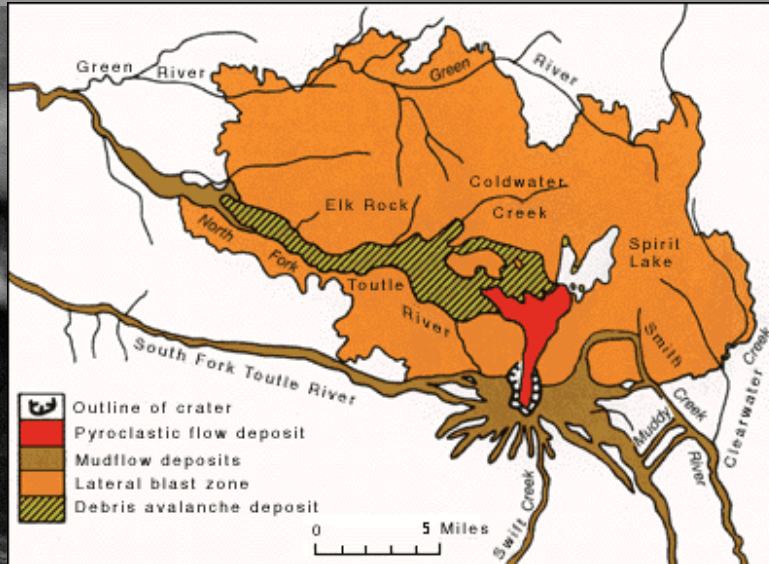 Green River
Green River
Coldwater Creek
Elk Rock
Spirit Lake
North Fork Toutle River
South Fork Toutle River
Smith Creek
Muddy River
Clearwater Creek
Swift Creek
Outline of crater
Pyroclastic flow deposit
Mudflow deposits
Lateral blast zone
Debris avalanche deposit
0 5 Miles